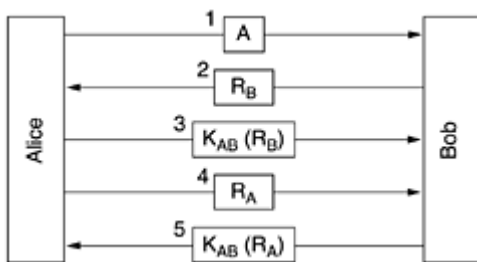 1 A
2 R_B
Alice
3 K_AB (R_B)
Bob
4 R_A
5 K_AB (R_A)